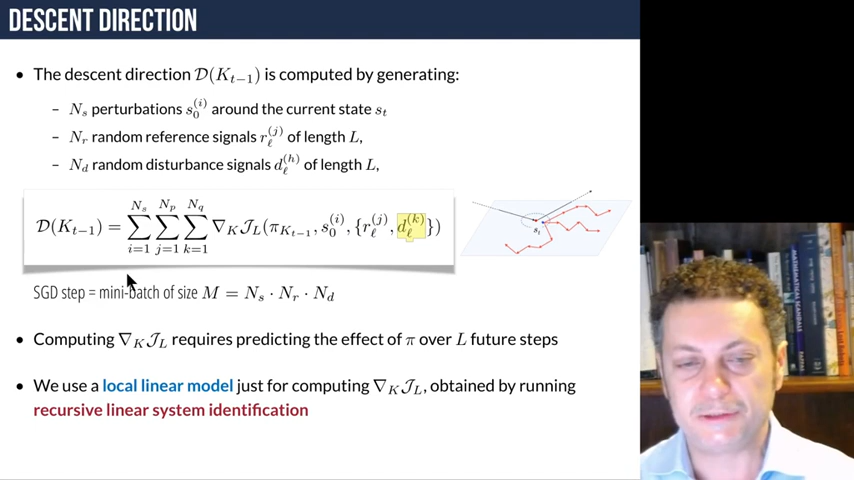 DESCENT DIRECTION
• The descent direction 𝒟(K_{t−1}) is computed by generating:
– N_s perturbations s_0^{(i)} around the current state s_t
– N_r random reference signals r_ℓ^{(j)} of length L,
– N_d random disturbance signals d_ℓ^{(h)} of length L,
𝒟(K_{t−1}) = ∑_{i=1}^{N_s} ∑_{j=1}^{N_p} ∑_{k=1}^{N_q} ∇_K 𝒥_L(π_{K_{t−1}}, s_0^{(i)}, {r_ℓ^{(j)}, d_ℓ^{(k)}})
s_t
SGD step = mini-batch of size M = N_s · N_r · N_d
• Computing ∇_K 𝒥_L requires predicting the effect of π over L future steps
• We use a local linear model just for computing ∇_K 𝒥_L, obtained by running
recursive linear system identification